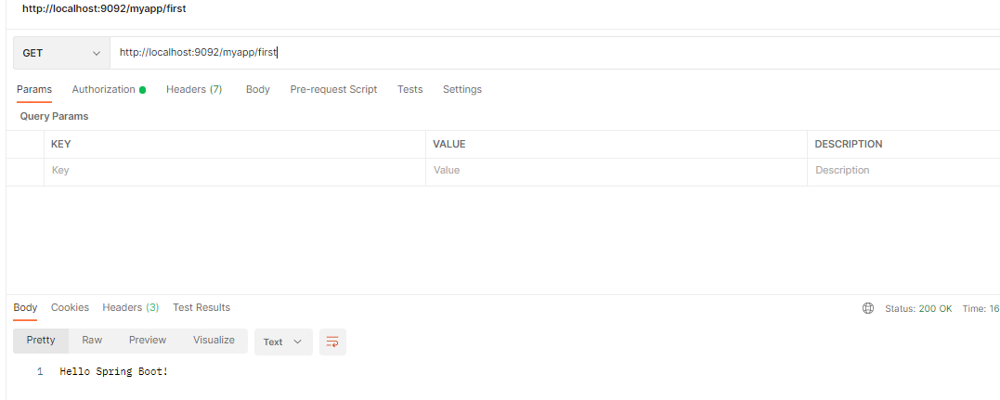 http://localhost:9092/myapp/first
GET http://localhost:9092/myapp/first
Params Authorization Headers (7) Body Pre-request Script Tests Settings
Query Params
KEY VALUE DESCRIPTION
Key Value Description
Body Cookies Headers (3) Test Results Status: 200 OK Time: 16
Pretty Raw Preview Visualize Text
1 Hello Spring Boot!